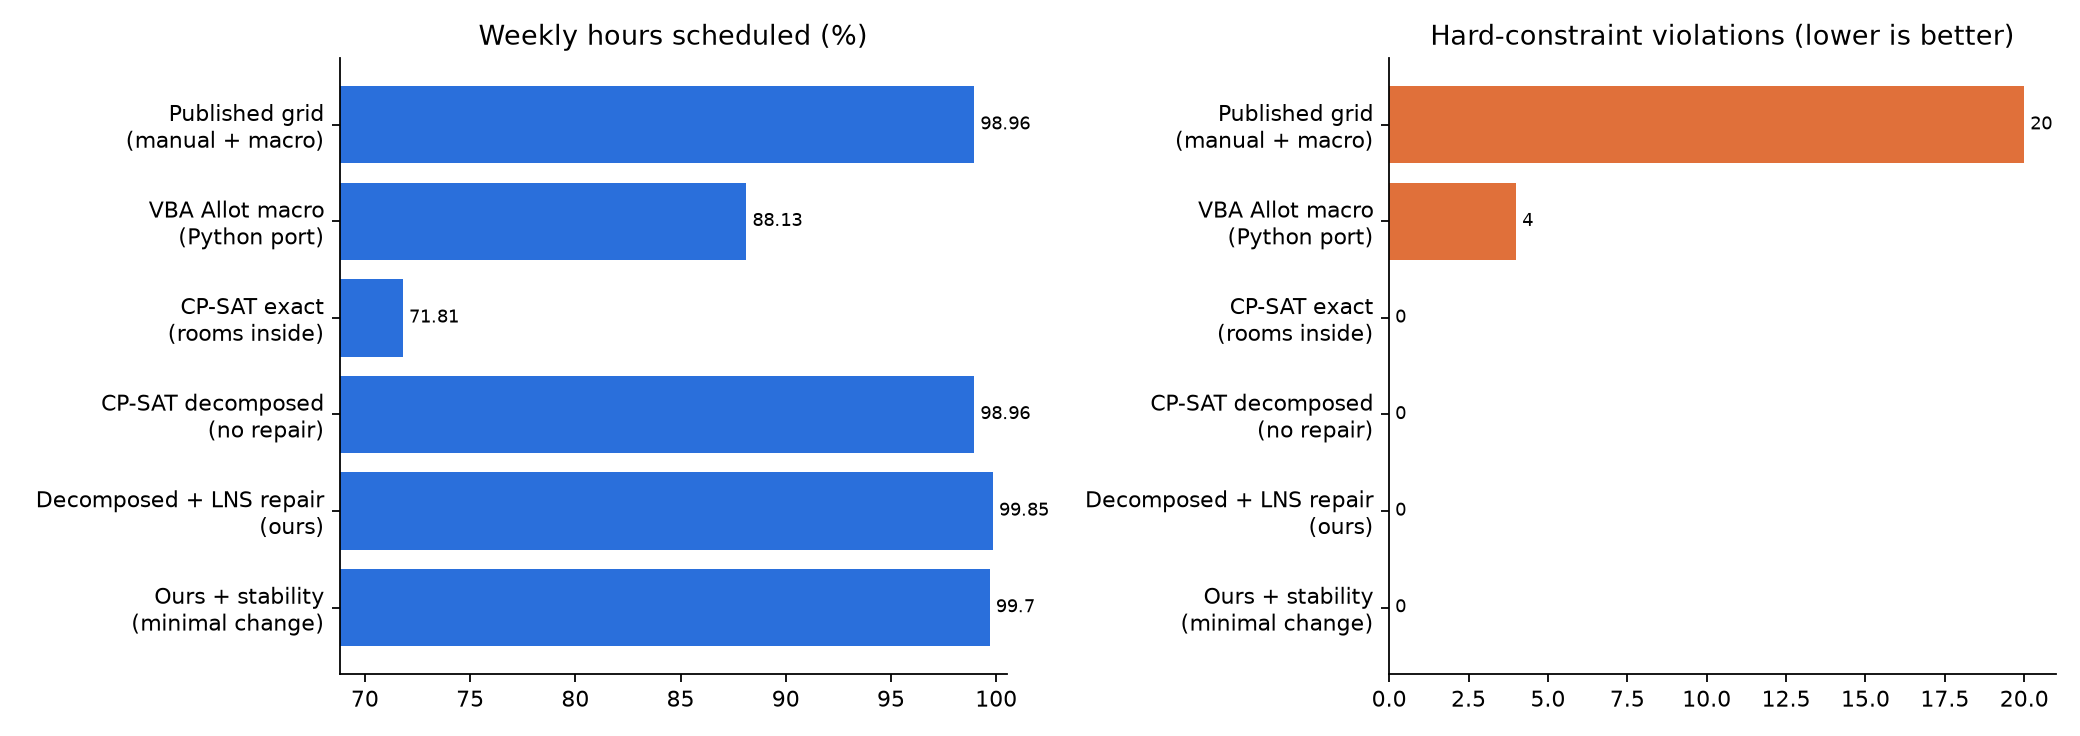 Weekly hours scheduled (%)
Published grid
(manual + macro)
98.96
VBA Allot macro
(Python port)
88.13
CP-SAT exact
(rooms inside)
71.81
CP-SAT decomposed
(no repair)
98.96
Decomposed + LNS repair
(ours)
99.85
Ours + stability
(minimal change)
99.7
70 75 80 85 90 95 100
Hard-constraint violations (lower is better)
Published grid
(manual + macro)
20
VBA Allot macro
(Python port)
4
CP-SAT exact
(rooms inside)
0
CP-SAT decomposed
(no repair)
0
Decomposed + LNS repair
(ours)
0
Ours + stability
(minimal change)
0
0.0 2.5 5.0 7.5 10.0 12.5 15.0 17.5 20.0